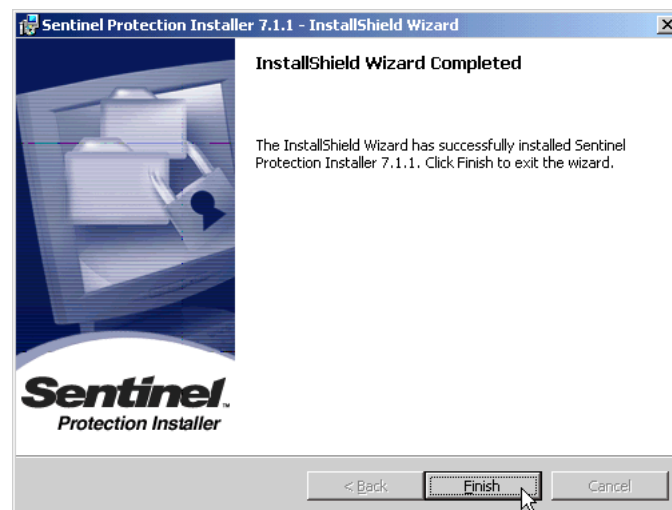 Sentinel Protection Installer 7.1.1 - InstallShield Wizard
InstallShield Wizard Completed
The InstallShield Wizard has successfully installed Sentinel
Protection Installer 7.1.1. Click Finish to exit the wizard.
Sentinel™
Protection Installer
< Back Finish Cancel